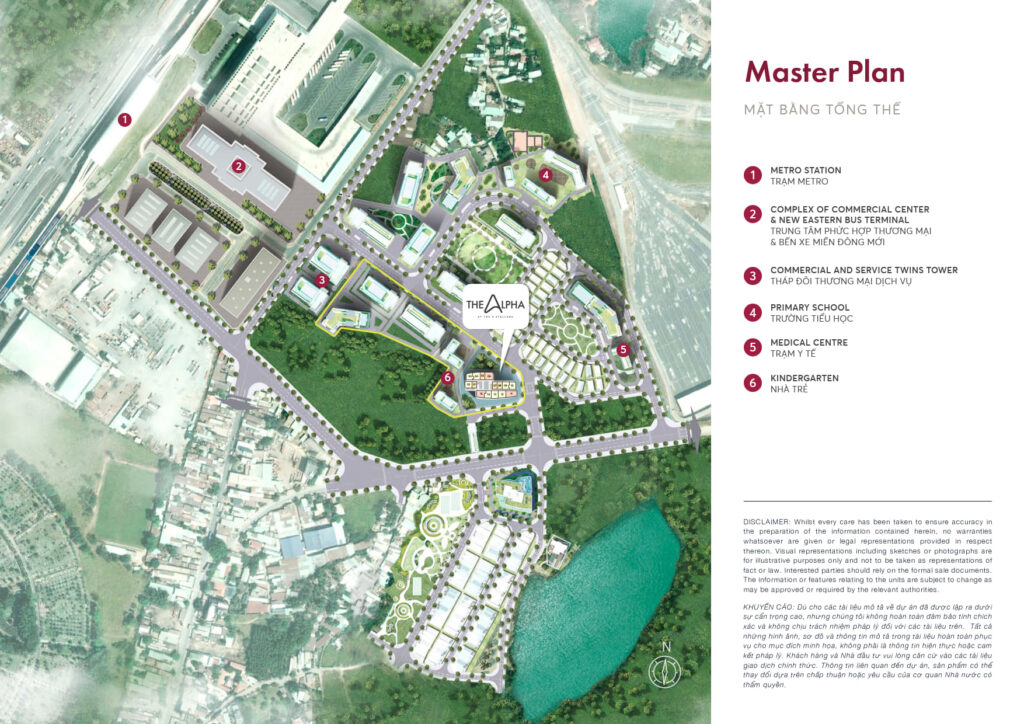 Master Plan
MẶT BẰNG TỔNG THỂ
1 METRO STATION
TRẠM METRO
2 COMPLEX OF COMMERCIAL CENTER
& NEW EASTERN BUS TERMINAL
TRUNG TÂM PHỨC HỢP THƯƠNG MẠI
& BẾN XE MIỀN ĐÔNG MỚI
3 COMMERCIAL AND SERVICE TWINS TOWER
THÁP ĐÔI THƯƠNG MẠI DỊCH VỤ
4 PRIMARY SCHOOL
TRƯỜNG TIỂU HỌC
5 MEDICAL CENTRE
TRẠM Y TẾ
6 KINDERGARTEN
NHÀ TRẺ
1
2
4
3
THE ALPHA
5
6
N
DISCLAIMER: Whilst every care has been taken to ensure accuracy in
the preparation of the information contained herein, no warranties
whatsoever are given or legal representations provided in respect
thereon. Visual representations including sketches or photographs are
for illustrative purposes only and not to be taken as representations of
fact or law. Interested parties should rely on the formal sale documents.
The information or features relating to the units are subject to change as
may be approved or required by the relevant authorities.
KHUYẾN CÁO: Dù cho các tài liệu mô tả về dự án đã được lập ra dưới
sự cẩn trọng cao, nhưng chúng tôi không hoàn toàn đảm bảo tính chích
xác và không chịu trách nhiệm pháp lý đối với các tài liệu trên. Tất cả
những hình ảnh, sơ đồ và thông tin mô tả trong tài liệu hoàn toàn phục
vụ cho mục đích minh họa, không phải là thông tin hiện thực hoặc cam
kết pháp lý. Khách hàng và Nhà đầu tư vui lòng căn cứ vào các tài liệu
giao dịch chính thức. Thông tin liên quan đến dự án, sản phẩm có thể
thay đổi dựa trên chấp thuận hoặc yêu cầu của cơ quan Nhà nước có
thẩm quyền.